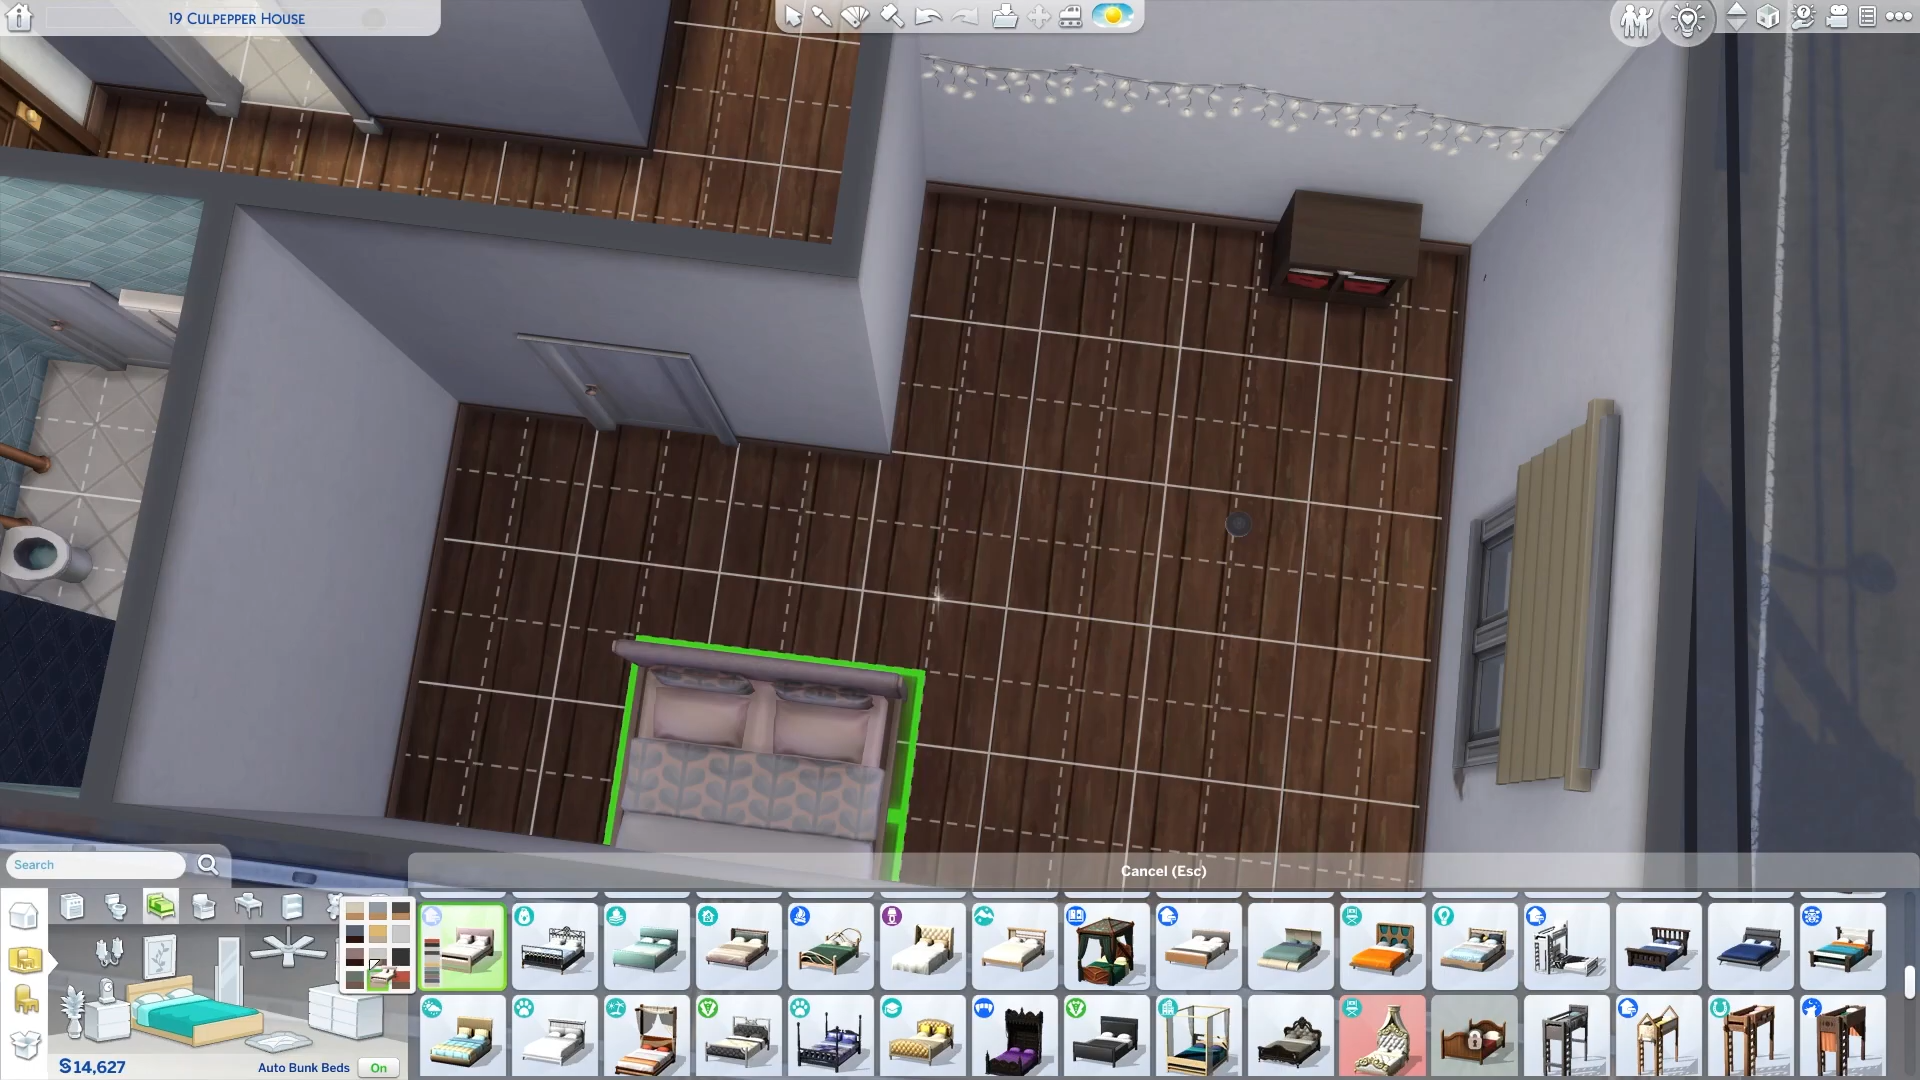 19 CULPEPPER HOUSE
Cancel (Esc)
Search
§14,627
Auto Bunk Beds On